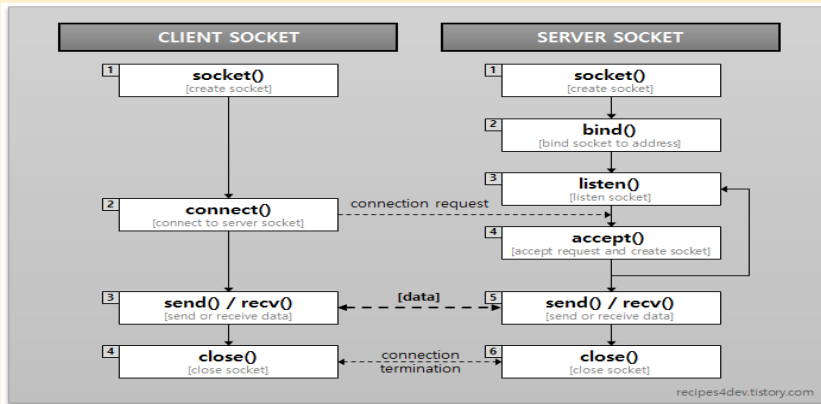 CLIENT SOCKET
SERVER SOCKET
1
socket()
[create socket]
1
socket()
[create socket]
2
bind()
[bind socket to address]
3
listen()
[listen socket]
connection request
2
connect()
[connect to server socket]
4
accept()
[accept request and create socket]
3
send() / recv()
[send or receive data]
[data]
5
send() / recv()
[send or receive data]
4
close()
[close socket]
connection
termination
6
close()
[close socket]
recipes4dev.tistory.com